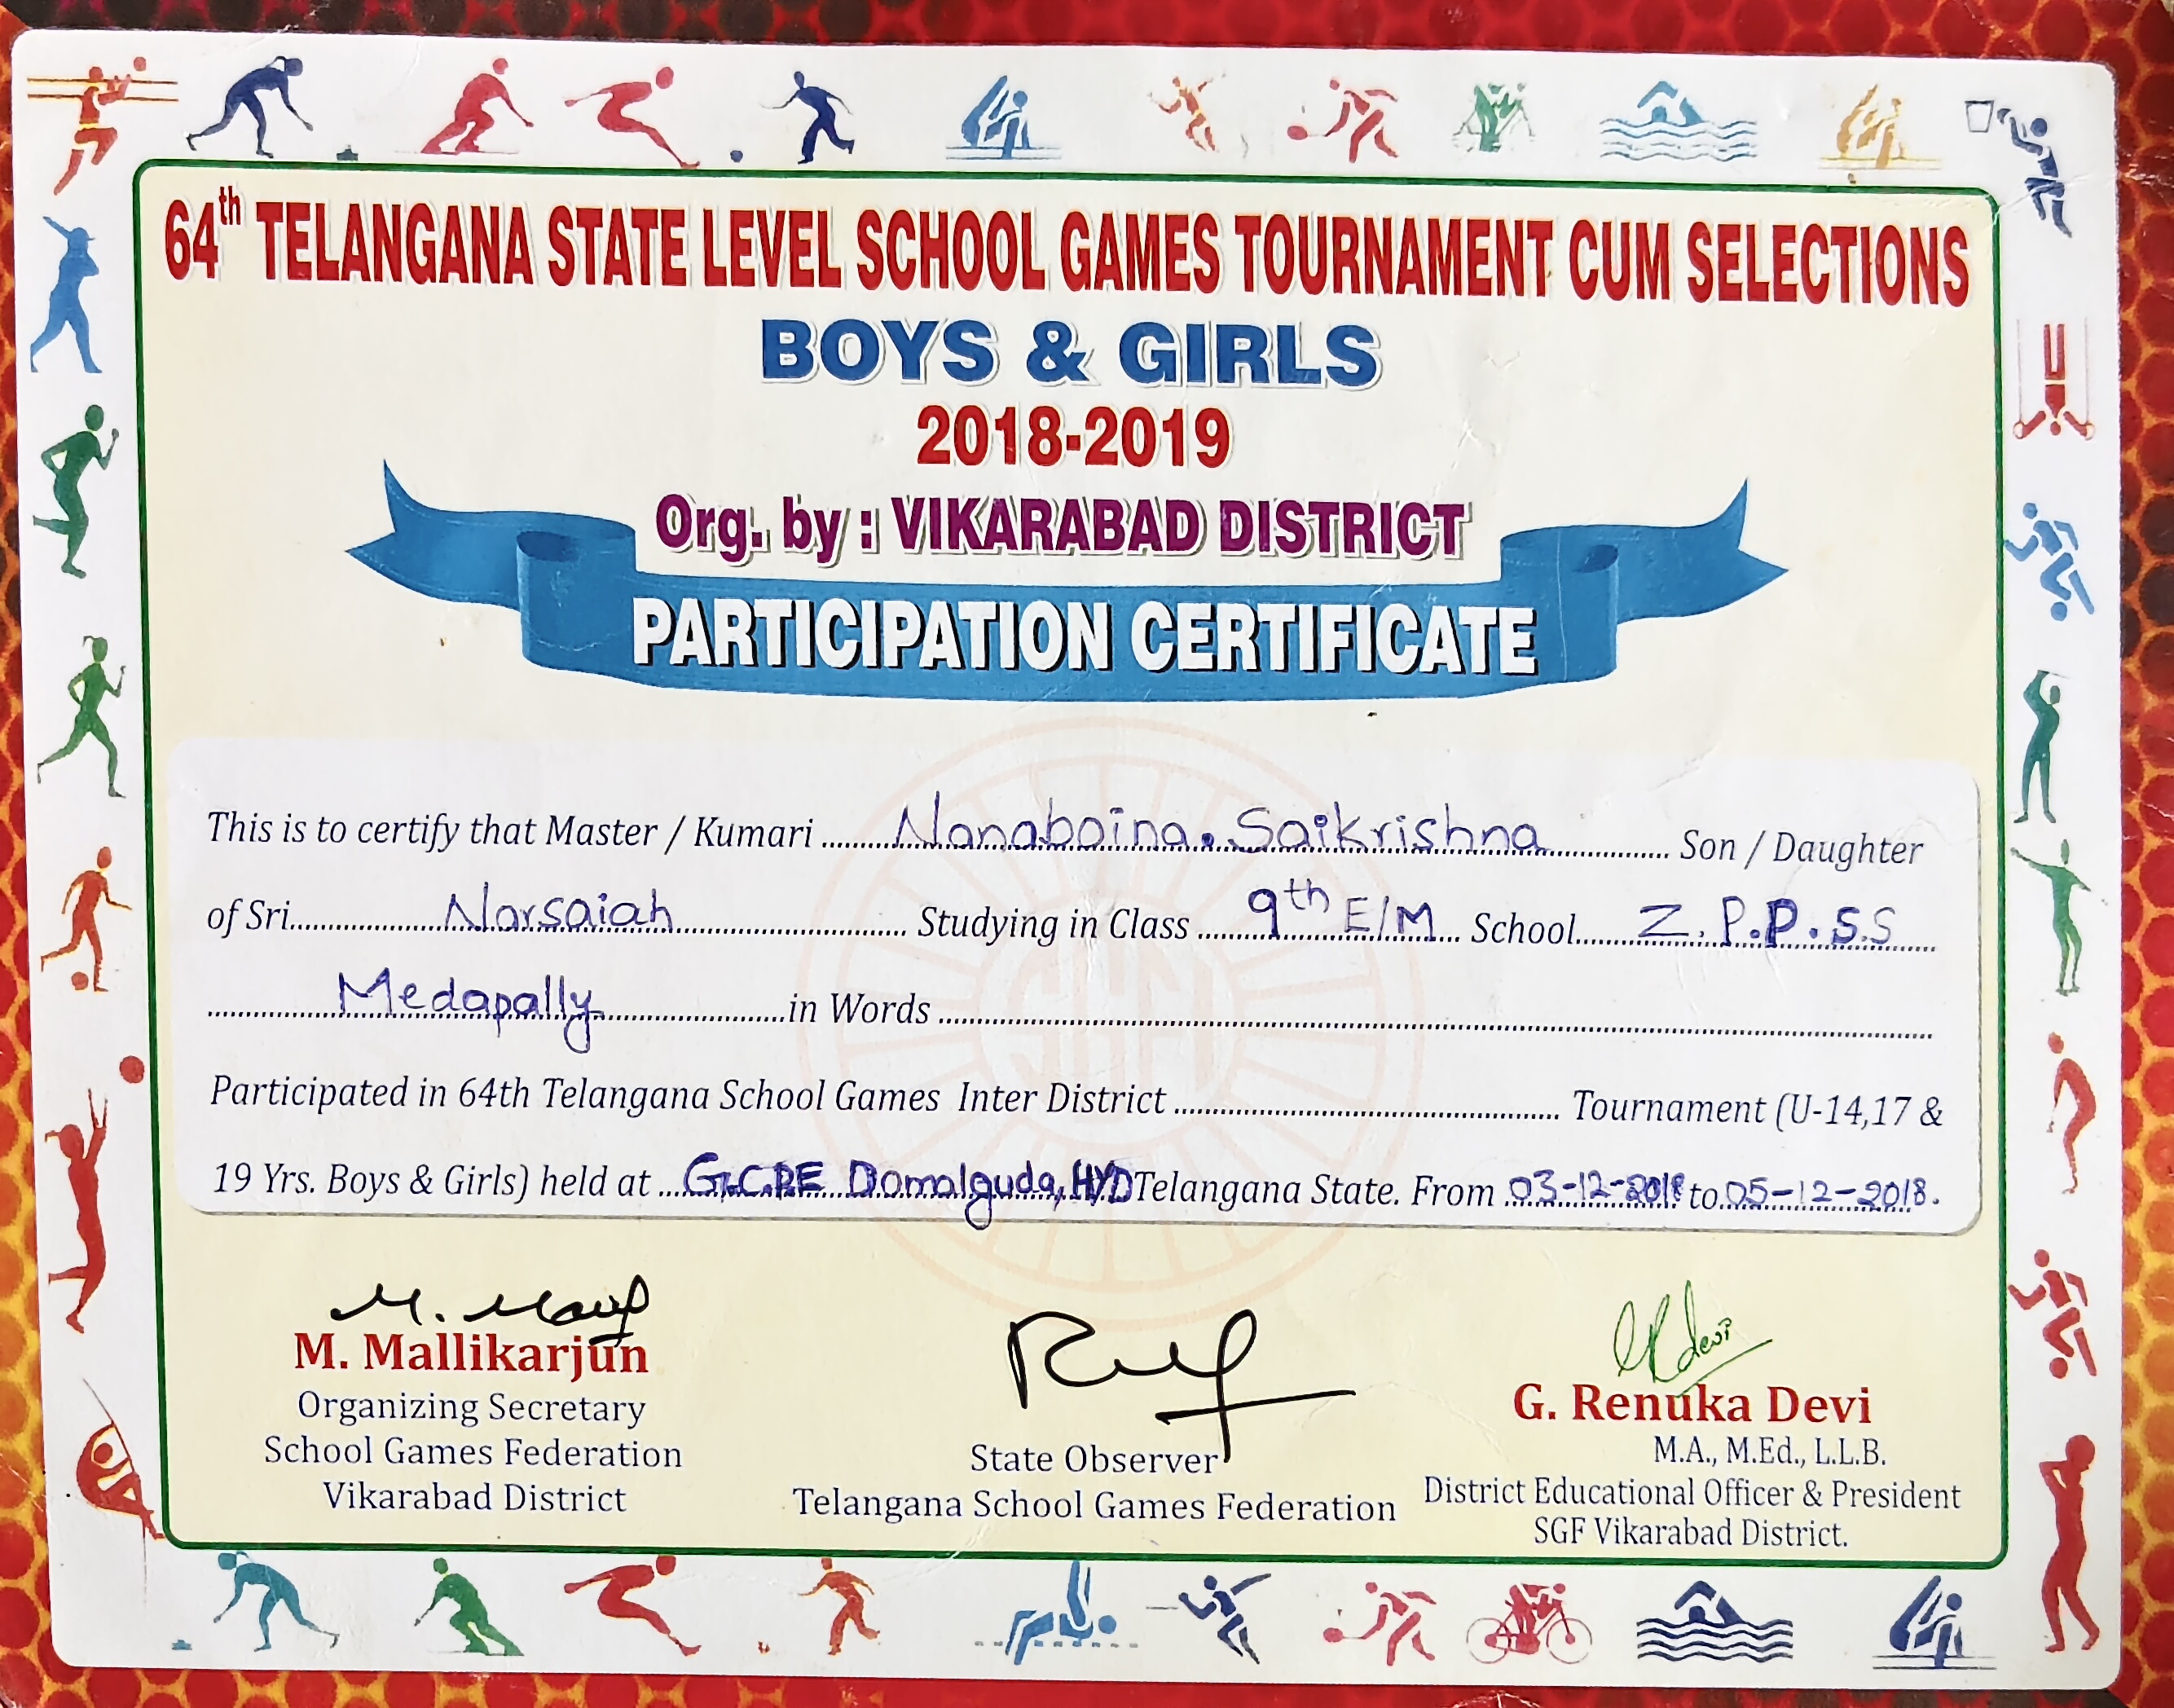 64th TELANGANA STATE LEVEL SCHOOL GAMES TOURNAMENT CUM SELECTIONS
BOYS & GIRLS
2018-2019
Org. by : VIKARABAD DISTRICT
PARTICIPATION CERTIFICATE
This is to certify that Master / Kumari Nanaboina. Saikrishna Son / Daughter
of Sri Narsaiah Studying in Class 9th E/M School Z.P.P.S.S
Medapally in Words
Participated in 64th Telangana School Games Inter District Tournament (U-14,17 &
19 Yrs. Boys & Girls) held at G.C.P.E Domalguda, HYD Telangana State. From 03-12-2018 to 05-12-2018.
M. Mallikarjun
Organizing Secretary
School Games Federation
Vikarabad District
State Observer
Telangana School Games Federation
G. Renuka Devi
M.A., M.Ed., L.L.B.
District Educational Officer & President
SGF Vikarabad District.